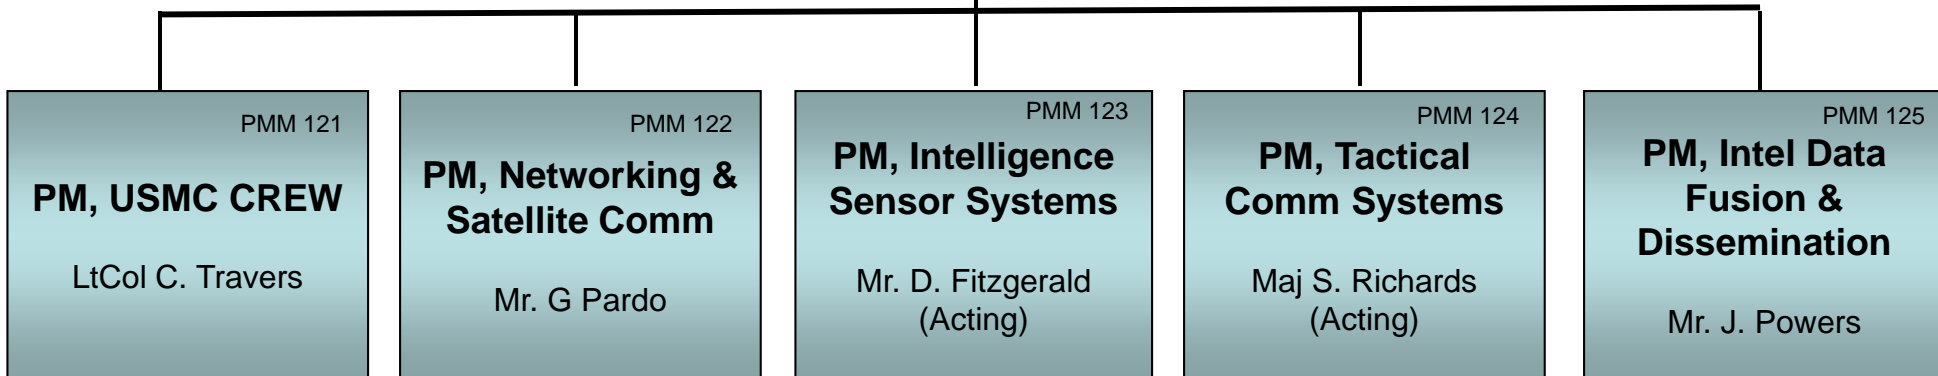 PMM 121
PM, USMC CREW
LtCol C. Travers
PMM 122
PM, Networking &
Satellite Comm
Mr. G Pardo
PMM 123
PM, Intelligence
Sensor Systems
Mr. D. Fitzgerald
(Acting)
PMM 124
PM, Tactical
Comm Systems
Maj S. Richards
(Acting)
PMM 125
PM, Intel Data
Fusion &
Dissemination
Mr. J. Powers